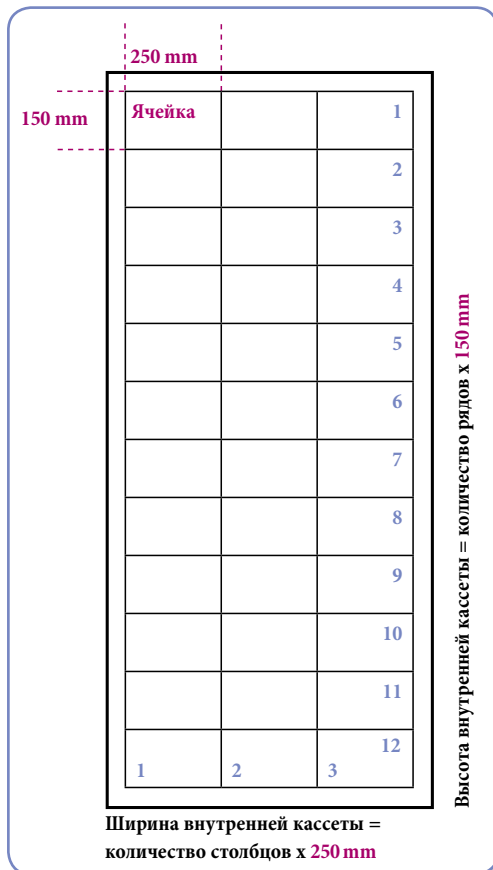 250 mm
150 mm
Ячейка
1
2
3
4
5
6
7
8
9
10
11
12
1 2 3
Высота внутренней кассеты = количество рядов x 150 mm
Ширина внутренней кассеты =
количество столбцов x 250 mm